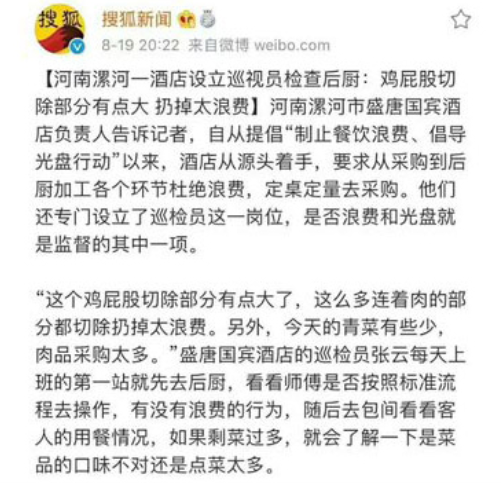 搜狐
搜狐新闻
8-19 20:22 来自微博 weibo.com
【河南漯河一酒店设立巡视员检查后厨：鸡屁股切
除部分有点大 扔掉太浪费】河南漯河市盛唐国宾酒
店负责人告诉记者，自从提倡“制止餐饮浪费、倡导
光盘行动”以来，酒店从源头着手，要求从采购到后
厨加工各个环节杜绝浪费，定桌定量去采购。他们
还专门设立了巡检员这一岗位，是否浪费和光盘就
是监督的其中一项。
“这个鸡屁股切除部分有点大了，这么多连着肉的部
分都切除扔掉太浪费。另外，今天的青菜有些少，
肉品采购太多。”盛唐国宾酒店的巡检员张云每天上
班的第一站就先去后厨，看看师傅是否按照标准流
程去操作，有没有浪费的行为，随后去包间看看客
人的用餐情况，如果剩菜过多，就会了解一下是菜
品的口味不对还是点菜太多。